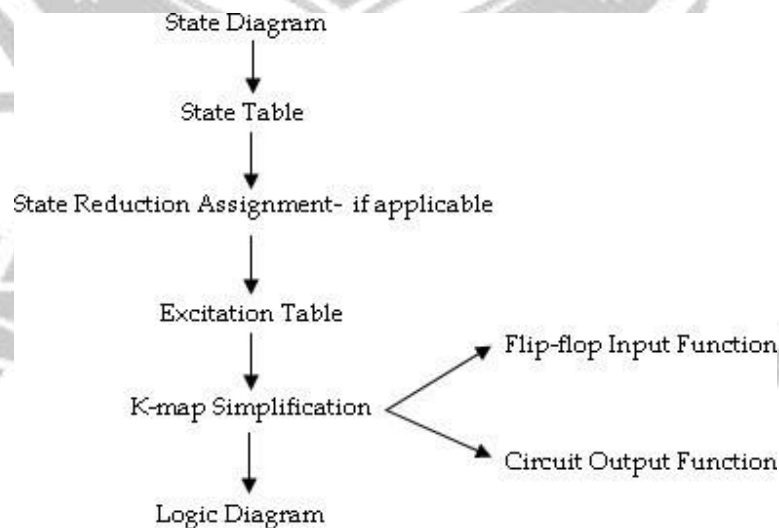 State Diagram
State Table
State Reduction Assignment- if applicable
Excitation Table
Flip-flop Input Function
K-map Simplification
Circuit Output Function
Logic Diagram